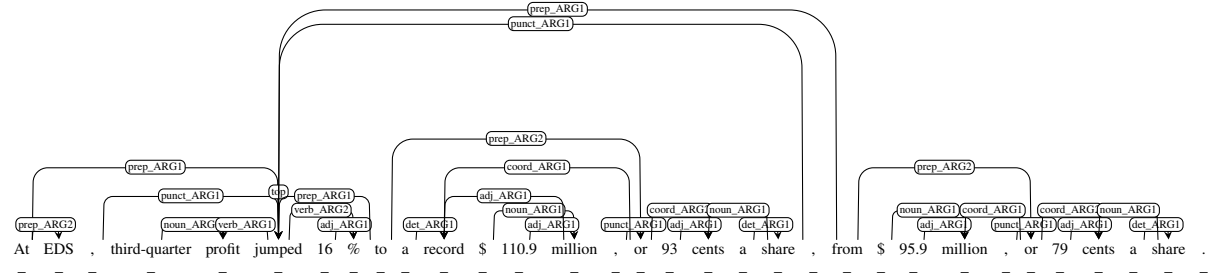 prep_ARG1
punct_ARG1
prep_ARG2
prep_ARG1 coord_ARG1 prep_ARG2
punct_ARG1 top prep_ARG1 adj_ARG1
verb_ARG2 noun_ARG1 coord_ARG2 noun_ARG1 noun_ARG1 coord_ARG1 coord_ARG2 noun_ARG1
prep_ARG2 noun_ARG1 verb_ARG1 adj_ARG1 det_ARG1 adj_ARG1 punct_ARG1 adj_ARG1 det_ARG1 adj_ARG1 punct_ARG1 adj_ARG1 det_ARG1
At EDS , third-quarter profit jumped 16 % to a record $ 110.9 million , or 93 cents a share , from $ 95.9 million , or 79 cents a share .
_ _ _ _ _ _ _ _ _ _ _ _ _ _ _ _ _ _ _ _ _ _ _ _ _ _ _ _ _ _ _ _